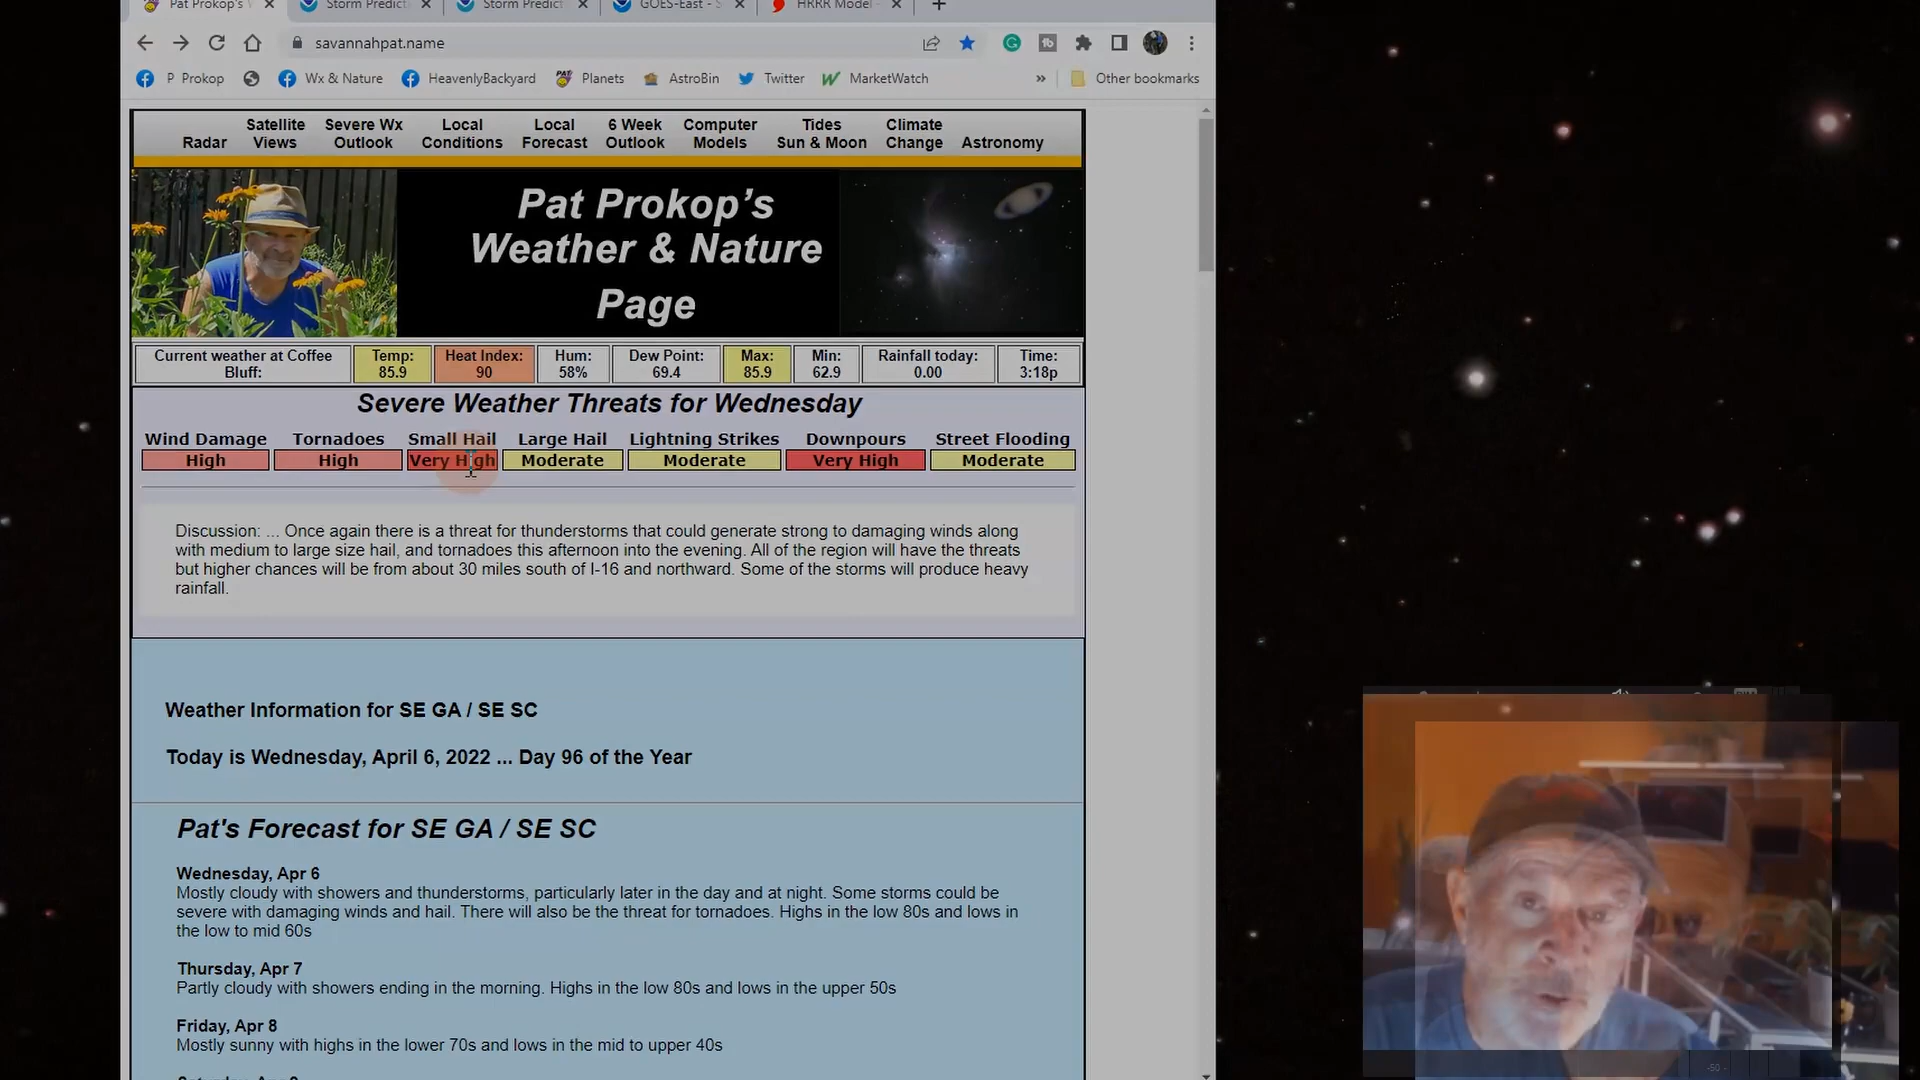 Pat Prokop's
Storm Predict
Storm Predict
GOES-East - S
HRRR Model -
savannahpat.name
P Prokop
Wx & Nature
HeavenlyBackyard
Planets
AstroBin
Twitter
MarketWatch
»
Other bookmarks
Radar
Satellite
Views
Severe Wx
Outlook
Local
Conditions
Local
Forecast
6 Week
Outlook
Computer
Models
Tides
Sun & Moon
Climate
Change
Astronomy
Pat Prokop’s
Weather & Nature
Page
Current weather at Coffee
Bluff:
Temp:
85.9
Heat Index:
90
Hum:
58%
Dew Point:
69.4
Max:
85.9
Min:
62.9
Rainfall today:
0.00
Time:
3:18p
Severe Weather Threats for Wednesday
Wind Damage Tornadoes Small Hail Large Hail Lightning Strikes Downpours Street Flooding
High High Very High Moderate Moderate Very High Moderate
Discussion: ... Once again there is a threat for thunderstorms that could generate strong to damaging winds along
with medium to large size hail, and tornadoes this afternoon into the evening. All of the region will have the threats
but higher chances will be from about 30 miles south of I-16 and northward. Some of the storms will produce heavy
rainfall.
Weather Information for SE GA / SE SC
Today is Wednesday, April 6, 2022 ... Day 96 of the Year
Pat's Forecast for SE GA / SE SC
Wednesday, Apr 6
Mostly cloudy with showers and thunderstorms, particularly later in the day and at night. Some storms could be
severe with damaging winds and hail. There will also be the threat for tornadoes. Highs in the low 80s and lows in
the low to mid 60s
Thursday, Apr 7
Partly cloudy with showers ending in the morning. Highs in the low 80s and lows in the upper 50s
Friday, Apr 8
Mostly sunny with highs in the lower 70s and lows in the mid to upper 40s